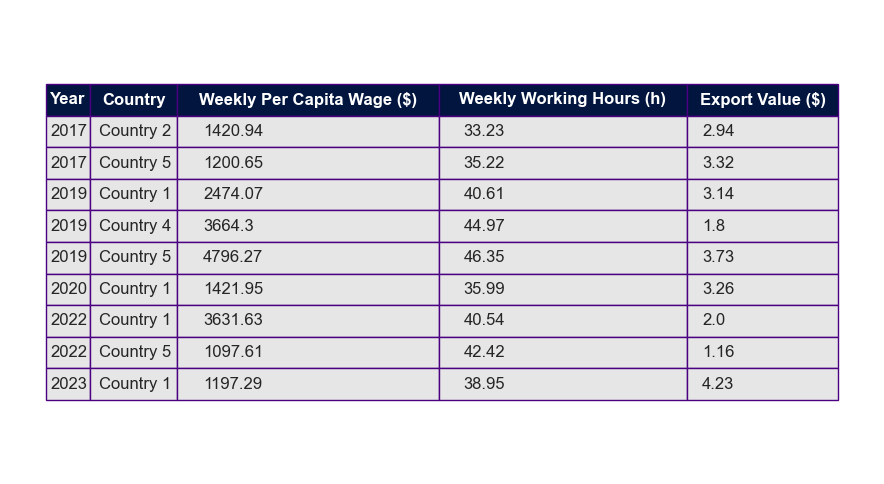 Year Country Weekly Per Capita Wage ($) Weekly Working Hours (h) Export Value ($)
2017 Country 2 1420.94 33.23 2.94
2017 Country 5 1200.65 35.22 3.32
2019 Country 1 2474.07 40.61 3.14
2019 Country 4 3664.3 44.97 1.8
2019 Country 5 4796.27 46.35 3.73
2020 Country 1 1421.95 35.99 3.26
2022 Country 1 3631.63 40.54 2.0
2022 Country 5 1097.61 42.42 1.16
2023 Country 1 1197.29 38.95 4.23